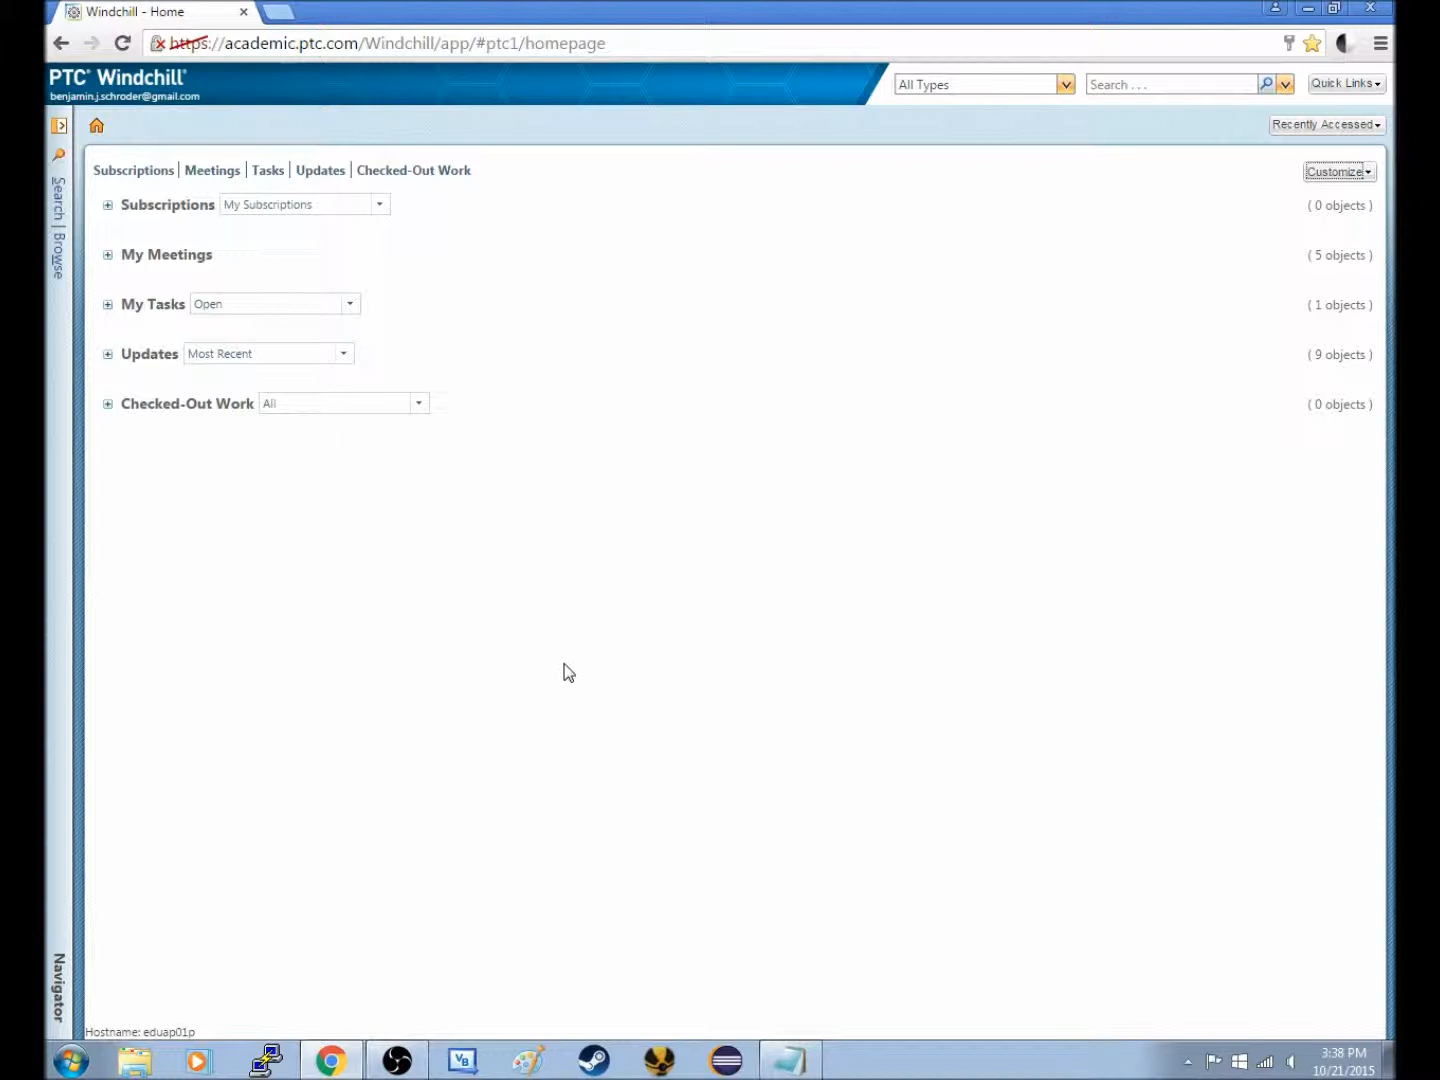 Windchill - Home
https://academic.ptc.com/Windchill/app/#ptc1/homepage
PTC® Windchill®
benjamin.j.schroder@gmail.com
All Types
Search . . .
Quick Links
Recently Accessed
Subscriptions | Meetings | Tasks | Updates | Checked-Out Work
Customize
Subscriptions My Subscriptions ( 0 objects )
My Meetings ( 5 objects )
My Tasks Open ( 1 objects )
Updates Most Recent ( 9 objects )
Checked-Out Work All ( 0 objects )
Search | Browse
Navigator
Hostname: eduap01p
VB
3:38 PM
10/21/2015